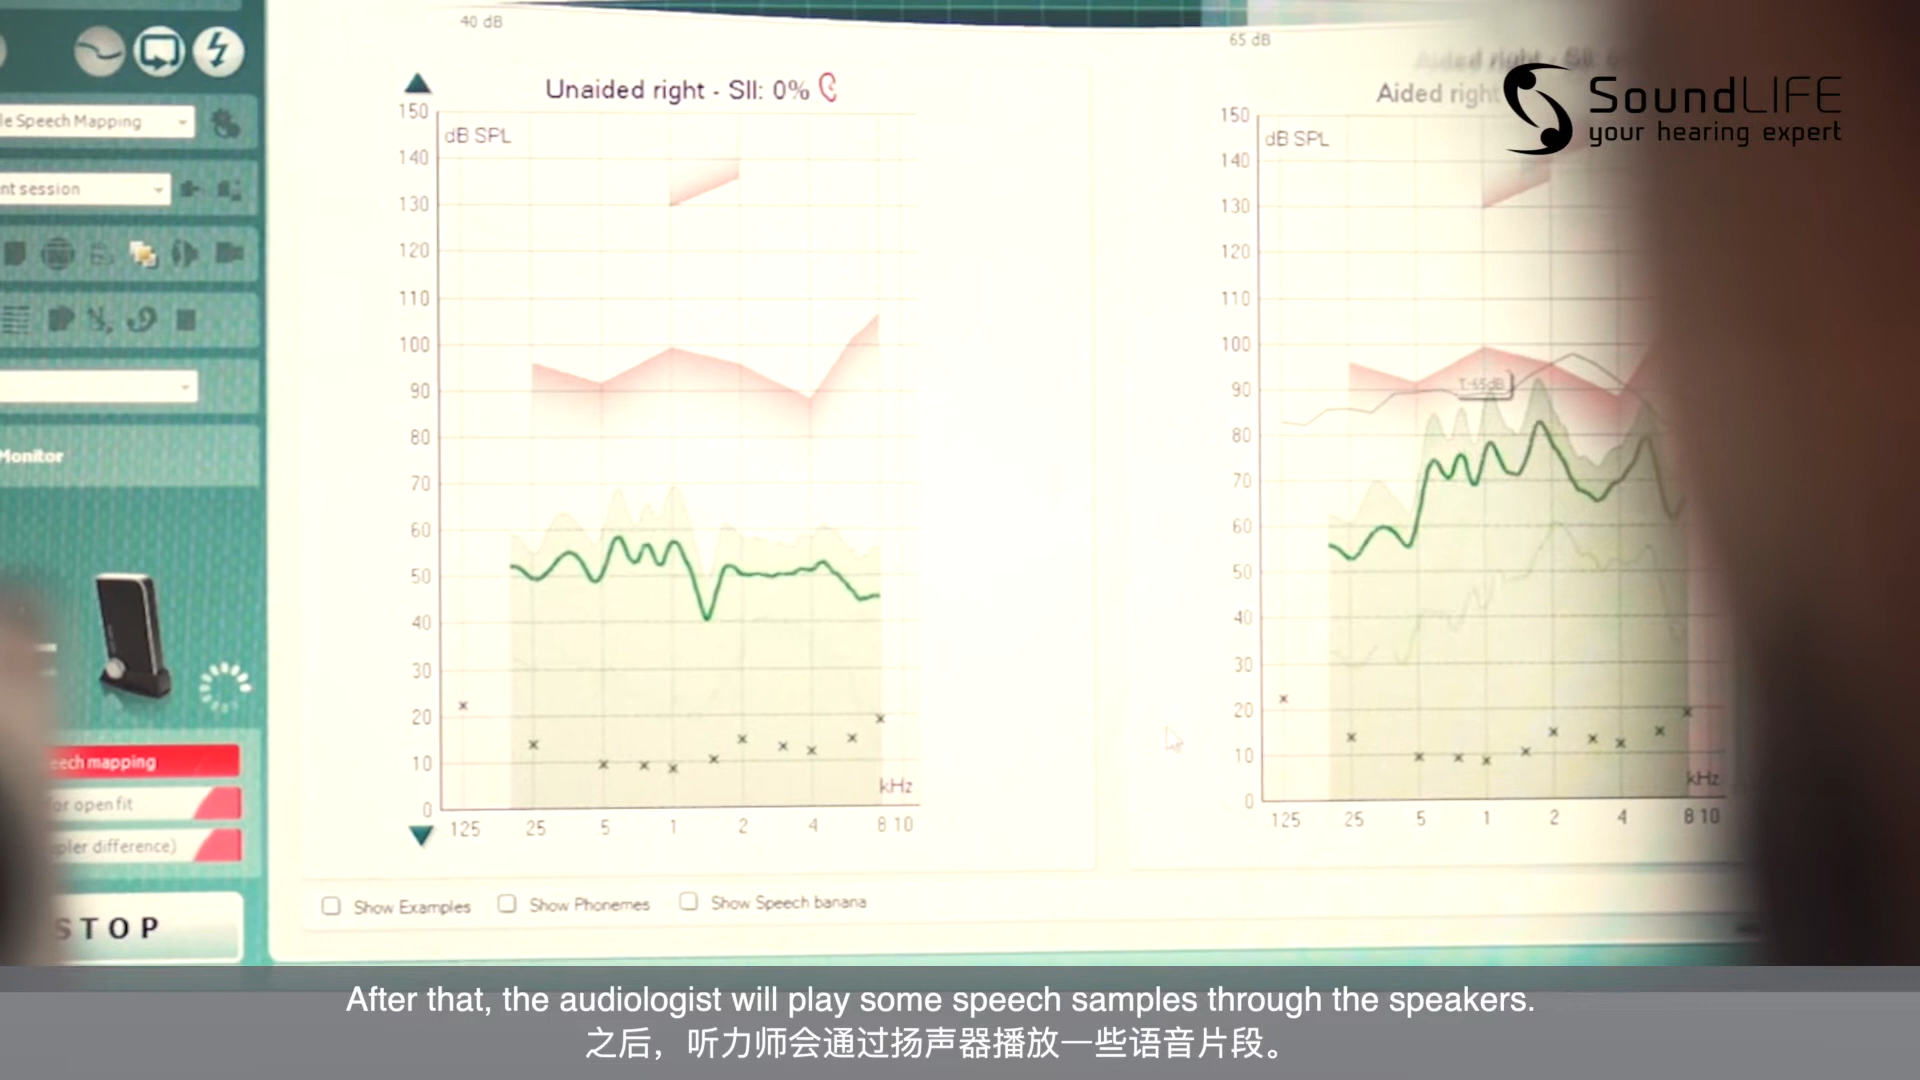 40 dB
65 dB
Unaided right - SII: 0%
Aided right
SoundLIFE
your hearing expert
le Speech Mapping
nt session
Monitor
eech mapping
for open fit
pler difference)
STOP
150
dB SPL
140
130
120
110
100
90
80
70
60
50
40
30
20
10
0
kHz
125 25 5 1 2 4 8 10
150
dB SPL
140
130
120
110
100
90
T:65dB
80
70
60
50
40
30
20
10
0
kHz
125 25 5 1 2 4 8 10
Show Examples Show Phonemes Show Speech banana
After that, the audiologist will play some speech samples through the speakers.
之后，听力师会通过扬声器播放一些语音片段。